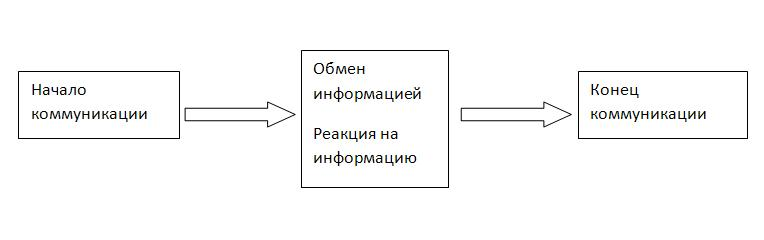 Начало
коммуникации
Обмен
информацией
Реакция на
информацию
Конец
коммуникации